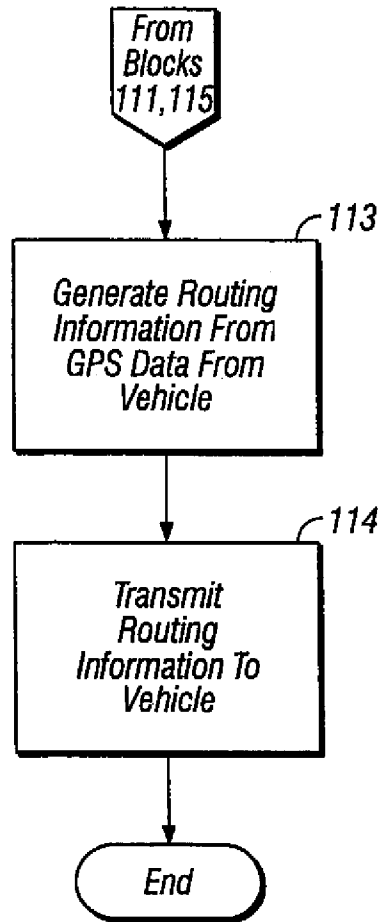 From
Blocks
111,115
113
Generate Routing
Information From
GPS Data From
Vehicle
114
Transmit
Routing
Information To
Vehicle
End